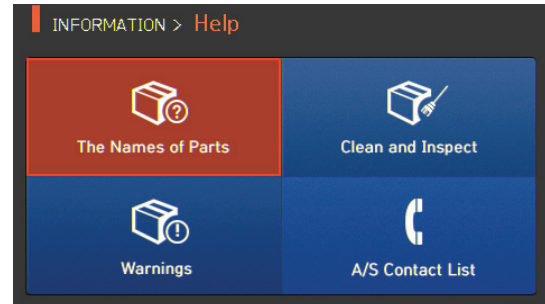 INFORMATION > Help
The Names of Parts
Clean and Inspect
Warnings
A/S Contact List